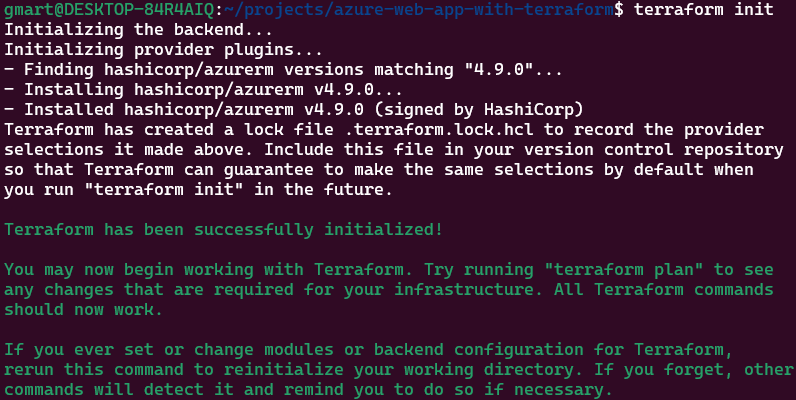 gmart@DESKTOP-84R4AIQ:~/projects/azure-web-app-with-terraform$ terraform init
Initializing the backend...
Initializing provider plugins...
- Finding hashicorp/azurerm versions matching "4.9.0"...
- Installing hashicorp/azurerm v4.9.0...
- Installed hashicorp/azurerm v4.9.0 (signed by HashiCorp)
Terraform has created a lock file .terraform.lock.hcl to record the provider
selections it made above. Include this file in your version control repository
so that Terraform can guarantee to make the same selections by default when
you run "terraform init" in the future.
Terraform has been successfully initialized!
You may now begin working with Terraform. Try running "terraform plan" to see
any changes that are required for your infrastructure. All Terraform commands
should now work.
If you ever set or change modules or backend configuration for Terraform,
rerun this command to reinitialize your working directory. If you forget, other
commands will detect it and remind you to do so if necessary.